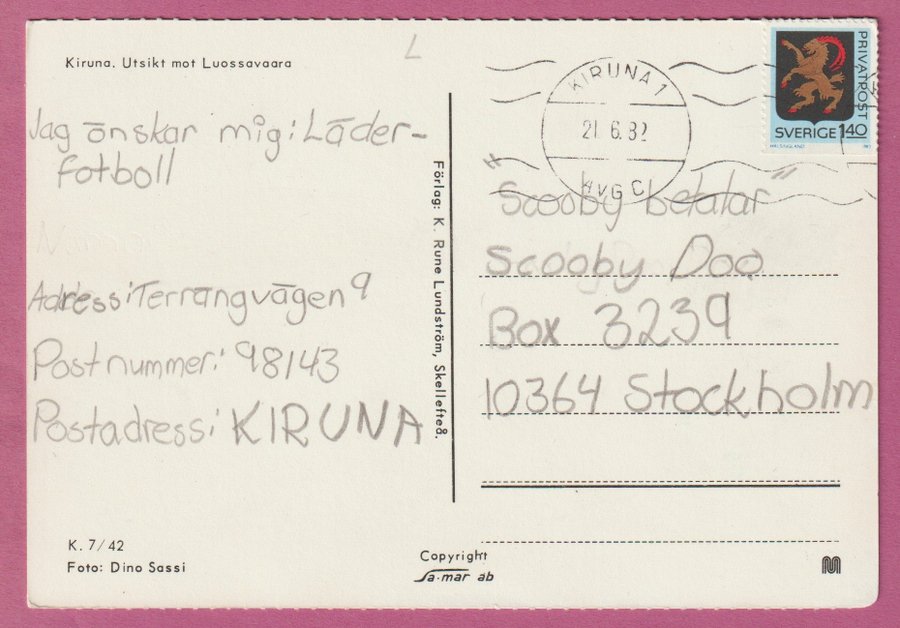 Kiruna. Utsikt mot Luossavaara
L
Jag önskar mig: Läder-
fotboll
Adress: Terrängvägen 9
Postnummer: 98143
Postadress: KIRUNA
K. 7/42
Foto: Dino Sassi
Förlag: K. Rune Lundström, Skellefteå.
Copyright
Sa-mar ab
KIRUNA 1
21.6.82
HVG C
PRIVATPOST
SVERIGE 1.40
"Scooby betalar"
Scooby Doo
Box 3239
10364 Stockholm
M